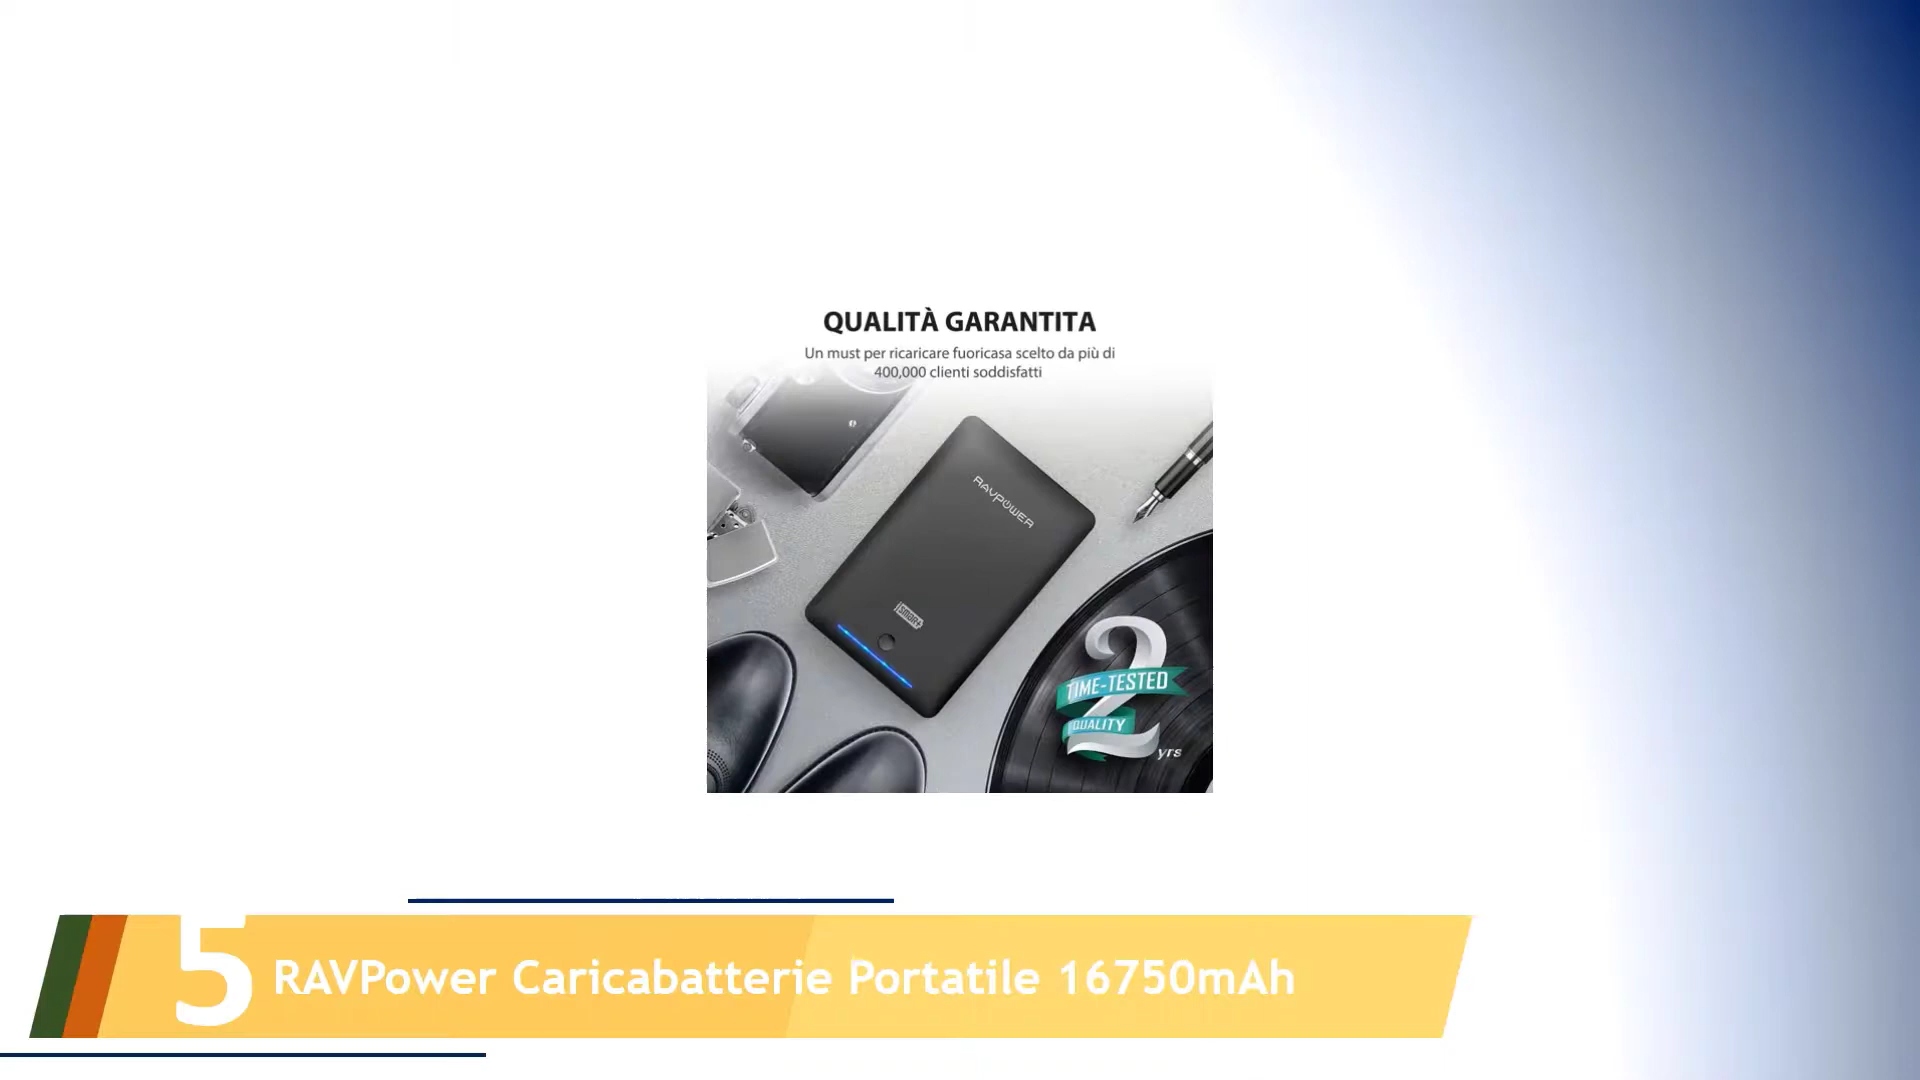 QUALITÀ GARANTITA
Un must per ricaricare fuoricasa scelto da più di
400,000 clienti soddisfatti
RAVPOWER
iSMART
2
TIME-TESTED
QUALITY
yrs
5 RAVPower Caricabatterie Portatile 16750mAh